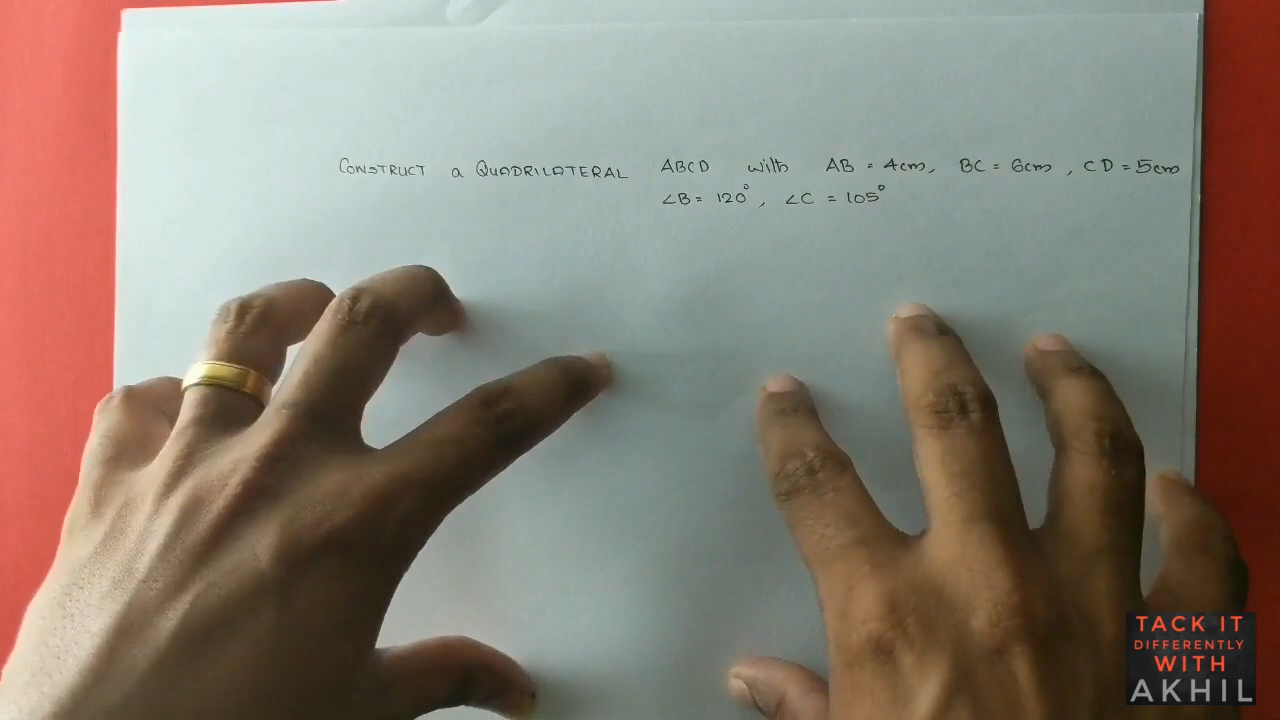 CONSTRUCT a QUADRILATERAL ABCD with AB = 4cm, BC = 6cm, CD = 5cm
∠B = 120°, ∠C = 105°
TACK IT
DIFFERENTLY
WITH
AKHIL